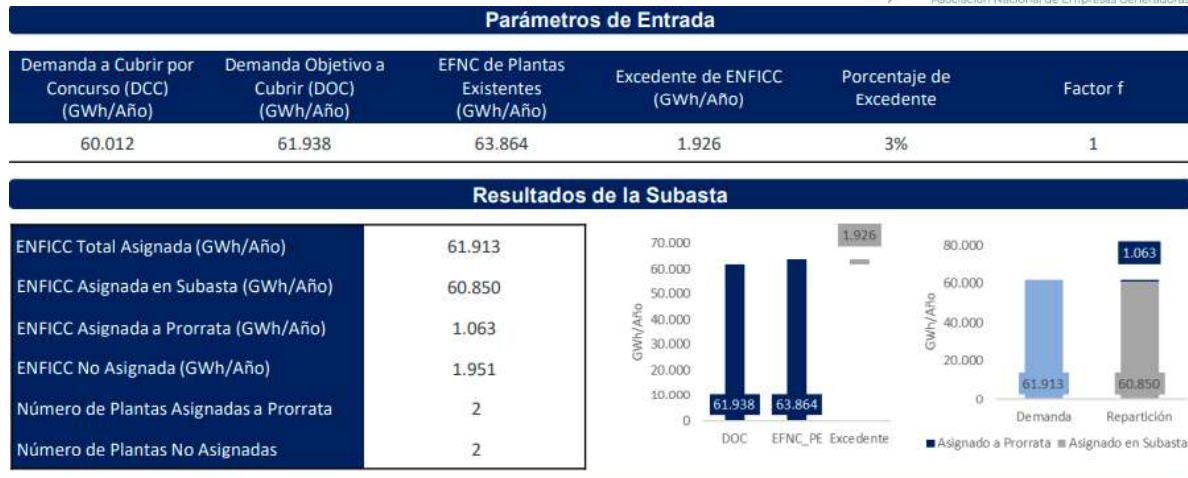 Asociación Nacional de Empresas Generadoras
Parámetros de Entrada
Demanda a Cubrir por Concurso (DCC) (GWh/Año)
Demanda Objetivo a Cubrir (DOC) (GWh/Año)
EFNC de Plantas Existentes (GWh/Año)
Excedente de ENFICC (GWh/Año)
Porcentaje de Excedente
Factor f
60.012 61.938 63.864 1.926 3% 1
Resultados de la Subasta
ENFICC Total Asignada (GWh/Año) 61.913
ENFICC Asignada en Subasta (GWh/Año) 60.850
ENFICC Asignada a Prorrata (GWh/Año) 1.063
ENFICC No Asignada (GWh/Año) 1.951
Número de Plantas Asignadas a Prorrata 2
Número de Plantas No Asignadas 2
GWh/Año
70.000
60.000
50.000
40.000
30.000
20.000
10.000
0
61.938
63.864
1.926
DOC EFNC_PE Excedente
GWh/Año
80.000
60.000
40.000
20.000
0
1.063
61.913
60.850
Demanda Repartición
Asignado a Prorrata Asignado en Subasta